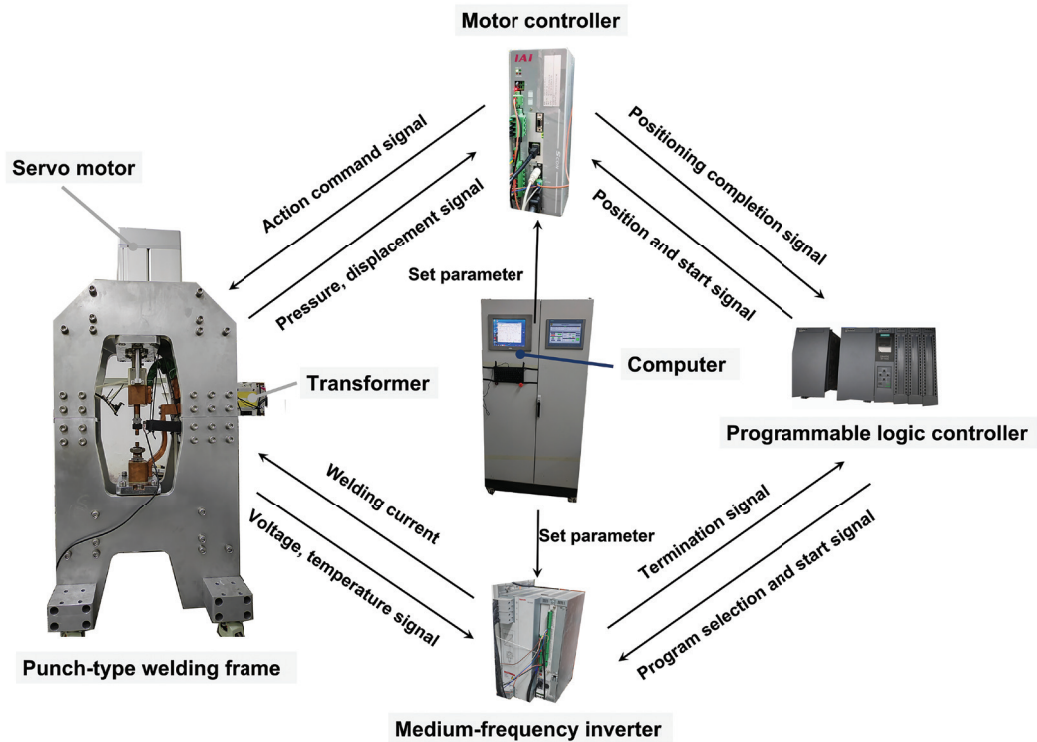 Motor controller
IAI
Servo motor
Action command signal
Pressure, displacement signal
Positioning completion signal
Position and start signal
Set parameter
Transformer
Computer
Programmable logic controller
Welding current
Voltage, temperature signal
Set parameter
Termination signal
Program selection and start signal
Punch-type welding frame
Medium-frequency inverter